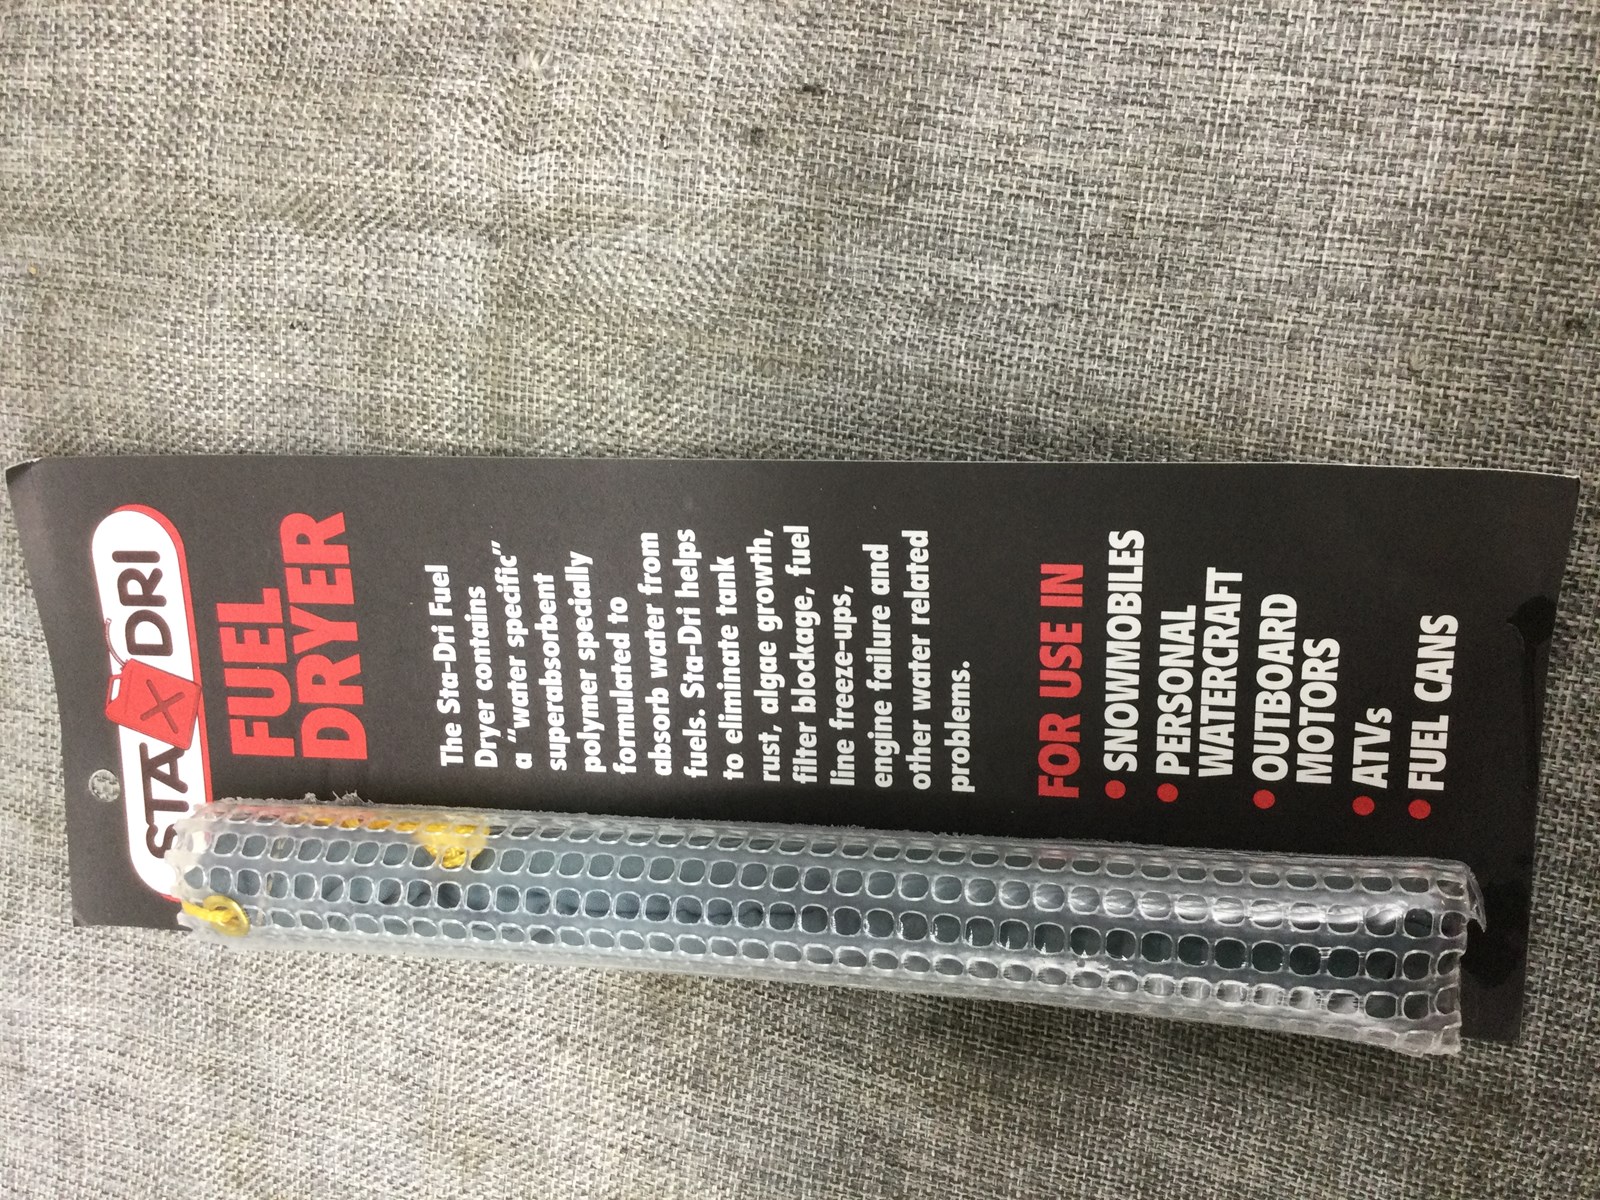 STA DRI
FUEL
DRYER
The Sta-Dri Fuel
Dryer contains
a “water specific”
superabsorbent
polymer specially
formulated to
absorb water from
fuels. Sta-Dri helps
to eliminate tank
rust, algae growth,
filter blockage, fuel
line freeze-ups,
engine failure and
other water related
problems.
FOR USE IN
• SNOWMOBILES
• PERSONAL
WATERCRAFT
• OUTBOARD
MOTORS
• ATVs
• FUEL CANS